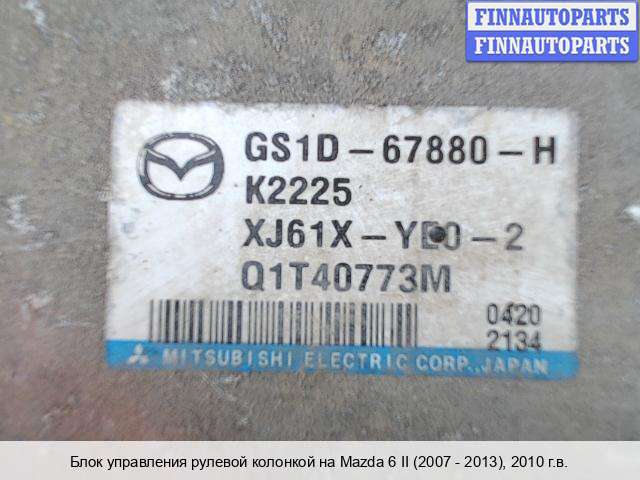 FINNAUTOPARTS
FINNAUTOPARTS
GS1D-67880-H
K2225
XJ61X-YE0-2
Q1T40773M
0420
2134
MITSUBISHI ELECTRIC CORP., JAPAN
Блок управления рулевой колонкой на Mazda 6 II (2007 - 2013), 2010 г.в.